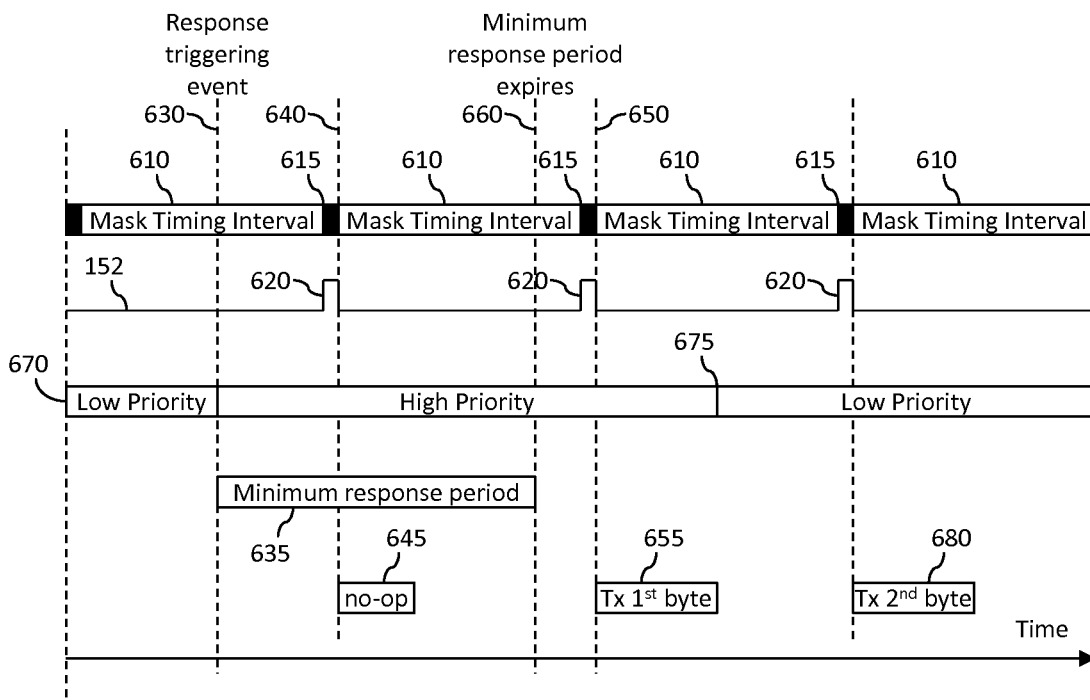 Response
triggering
event
Minimum
response period
expires
630
640
660
650
610
615
610
615
610
615
610
Mask Timing Interval
Mask Timing Interval
Mask Timing Interval
Mask Timing Interval
152
620
620
620
670
675
Low Priority
High Priority
Low Priority
Minimum response period
635
645
655
680
no-op
Tx 1st byte
Tx 2nd byte
Time